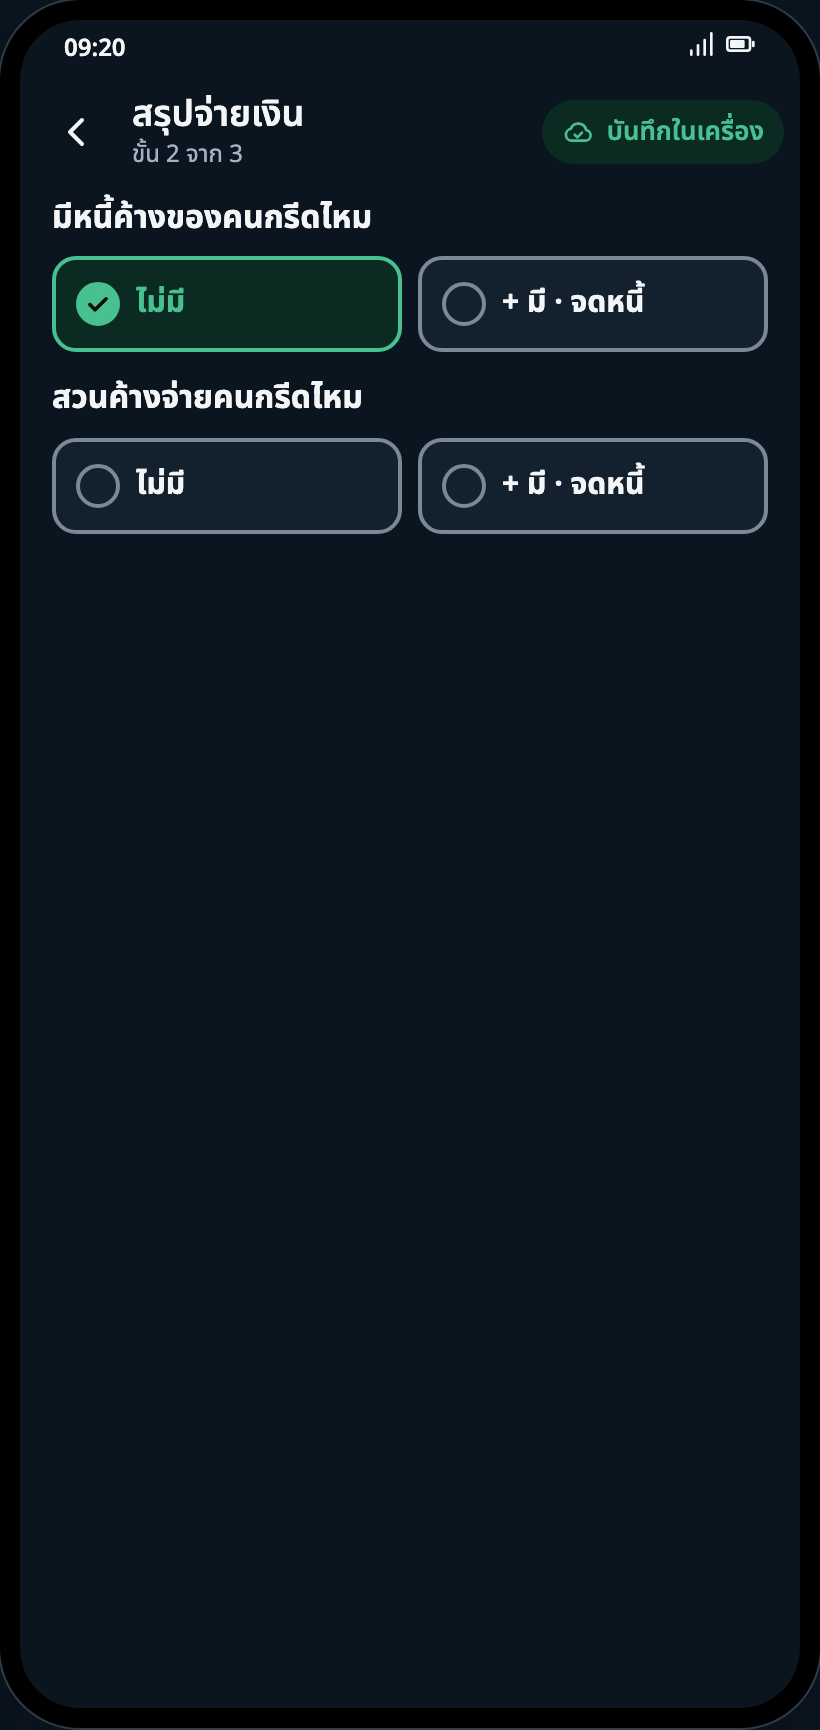 09:20
สรุปจ่ายเงิน
ขั้น 2 จาก 3
บันทึกในเครื่อง
มีหนี้ค้างของคนกรีดไหม
ไม่มี
+ มี · จดหนี้
สวนค้างจ่ายคนกรีดไหม
ไม่มี
+ มี · จดหนี้